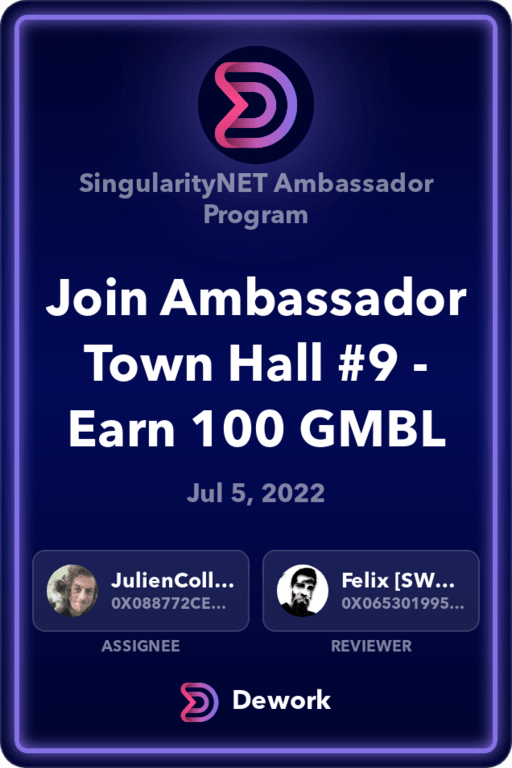 SingularityNET Ambassador
Program
Join Ambassador
Town Hall #9 -
Earn 100 GMBL
Jul 5, 2022
JulienColl...
0X088772CE...
Felix [SW...
0X065301995...
ASSIGNEE
REVIEWER
Dework